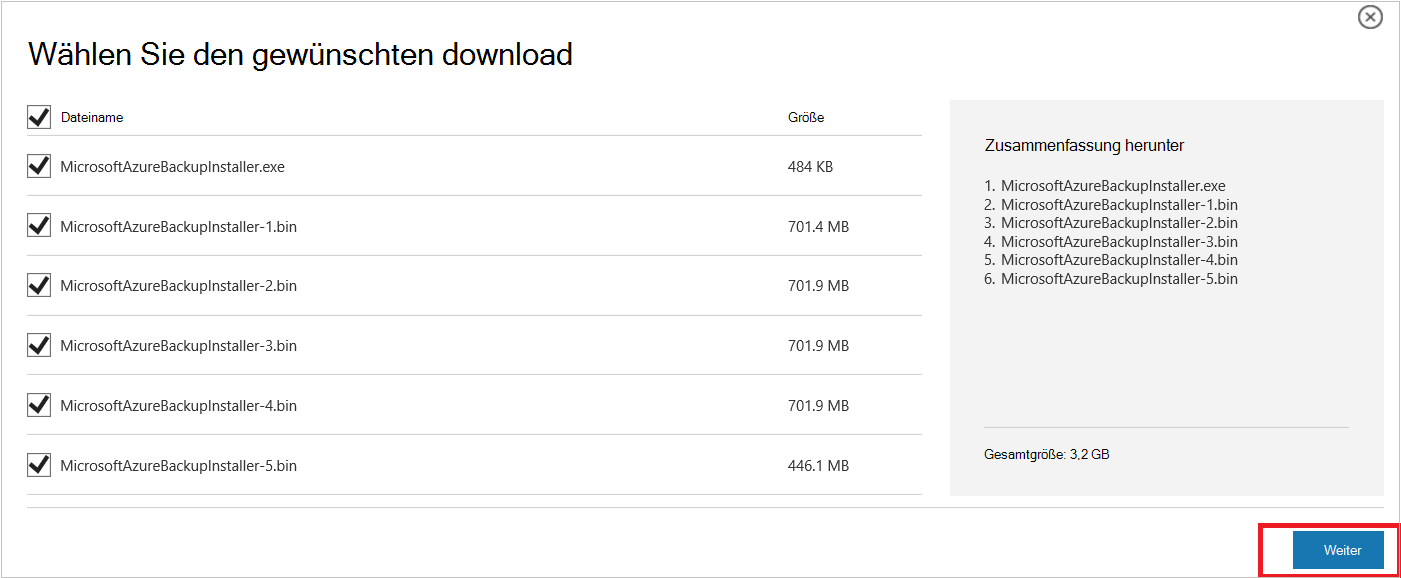 Wählen Sie den gewünschten download
Dateiname Größe
MicrosoftAzureBackupInstaller.exe 484 KB
MicrosoftAzureBackupInstaller-1.bin 701.4 MB
MicrosoftAzureBackupInstaller-2.bin 701.9 MB
MicrosoftAzureBackupInstaller-3.bin 701.9 MB
MicrosoftAzureBackupInstaller-4.bin 701.9 MB
MicrosoftAzureBackupInstaller-5.bin 446.1 MB
Zusammenfassung herunter
1. MicrosoftAzureBackupInstaller.exe
2. MicrosoftAzureBackupInstaller-1.bin
3. MicrosoftAzureBackupInstaller-2.bin
4. MicrosoftAzureBackupInstaller-3.bin
5. MicrosoftAzureBackupInstaller-4.bin
6. MicrosoftAzureBackupInstaller-5.bin
Gesamtgröße: 3,2 GB
Weiter